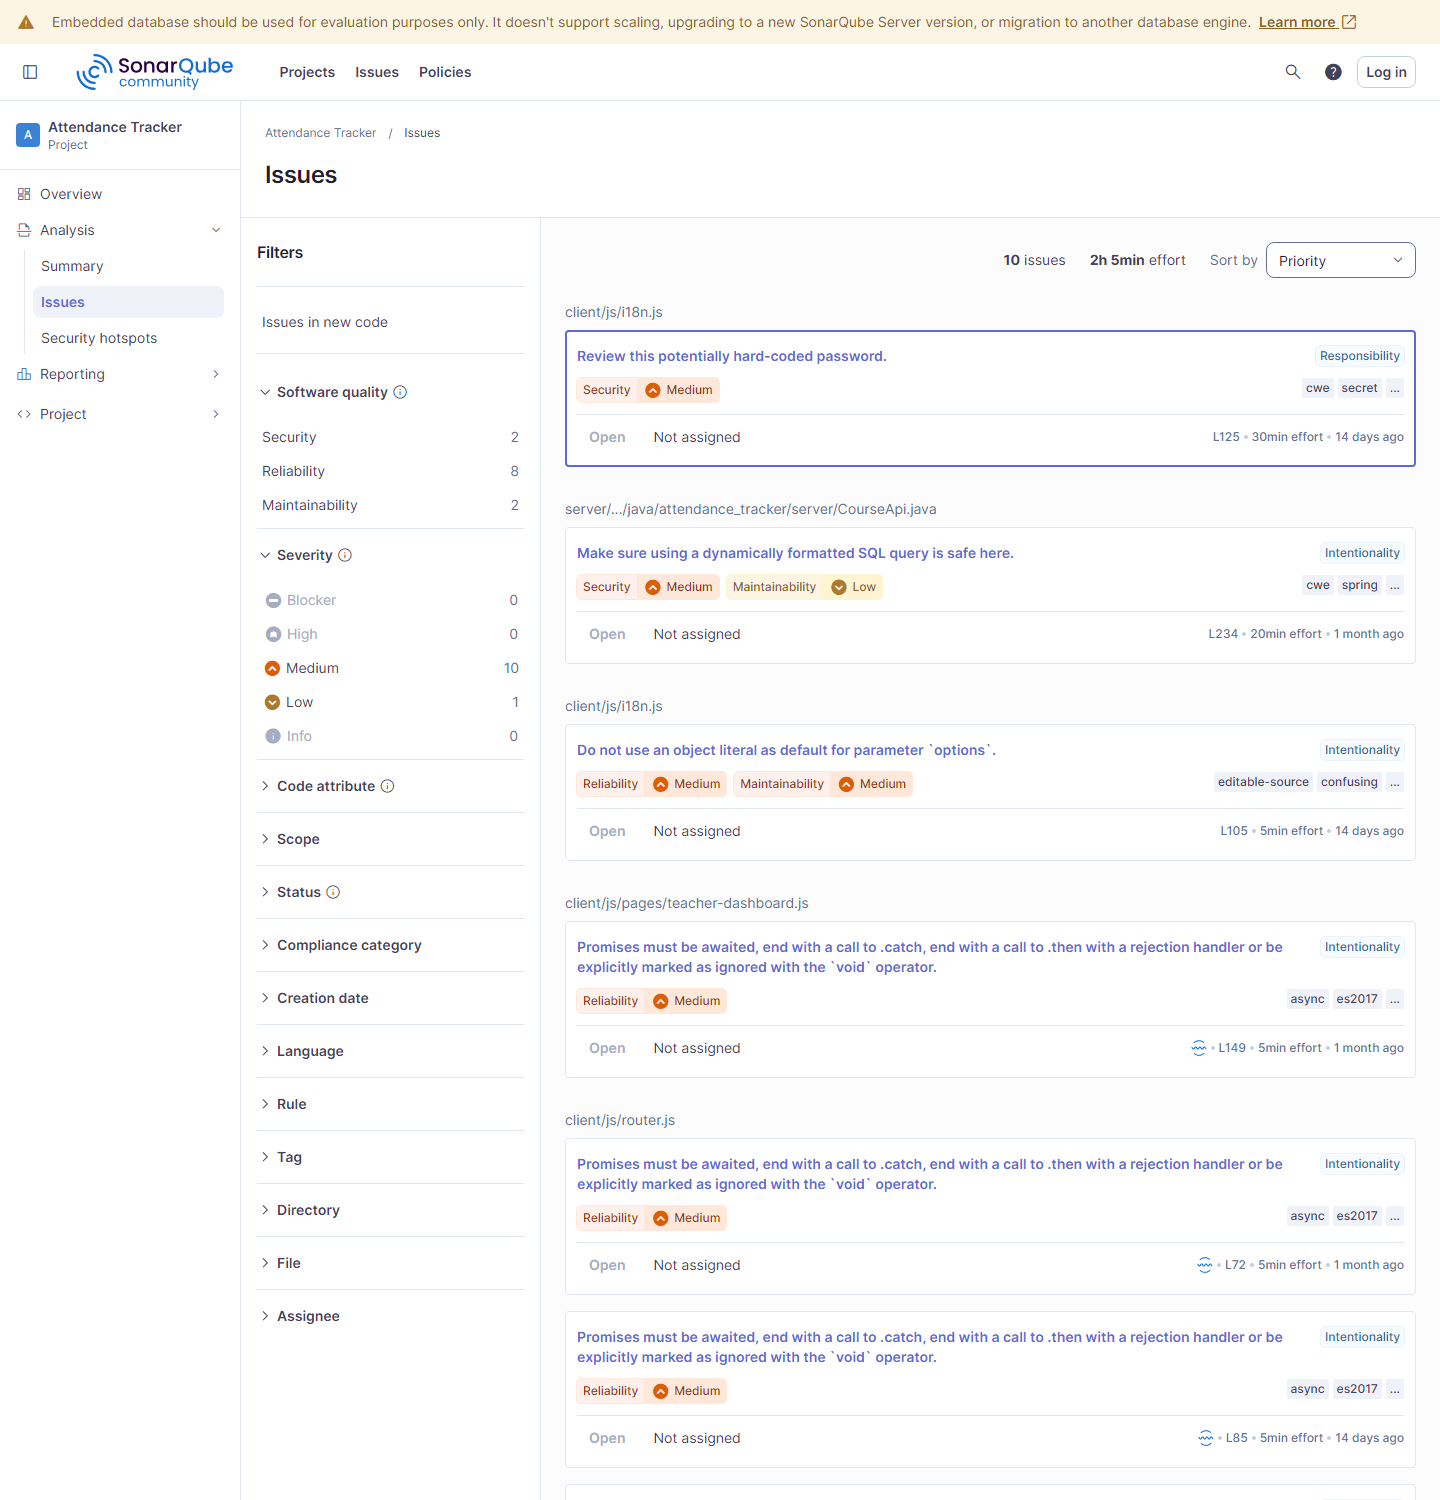 Embedded database should be used for evaluation purposes only. It doesn't support scaling, upgrading to a new SonarQube Server version, or migration to another database engine. Learn more
SonarQube community
Projects
Issues
Policies
Log in
A
Attendance Tracker
Project
Overview
Analysis
Summary
Issues
Security hotspots
Reporting
Project
Attendance Tracker / Issues
Issues
Filters
Issues in new code
Software quality
Security 2
Reliability 8
Maintainability 2
Severity
Blocker 0
High 0
Medium 10
Low 1
Info 0
Code attribute
Scope
Status
Compliance category
Creation date
Language
Rule
Tag
Directory
File
Assignee
10 issues 2h 5min effort Sort by Priority
client/js/i18n.js
Review this potentially hard-coded password. Responsibility
Security Medium cwe secret ...
Open Not assigned L125 • 30min effort • 14 days ago
server/.../java/attendance_tracker/server/CourseApi.java
Make sure using a dynamically formatted SQL query is safe here. Intentionality
Security Medium Maintainability Low cwe spring ...
Open Not assigned L234 • 20min effort • 1 month ago
client/js/i18n.js
Do not use an object literal as default for parameter `options`. Intentionality
Reliability Medium Maintainability Medium editable-source confusing ...
Open Not assigned L105 • 5min effort • 14 days ago
client/js/pages/teacher-dashboard.js
Promises must be awaited, end with a call to .catch, end with a call to .then with a rejection handler or be Intentionality
explicitly marked as ignored with the `void` operator.
Reliability Medium async es2017 ...
Open Not assigned • L149 • 5min effort • 1 month ago
client/js/router.js
Promises must be awaited, end with a call to .catch, end with a call to .then with a rejection handler or be Intentionality
explicitly marked as ignored with the `void` operator.
Reliability Medium async es2017 ...
Open Not assigned • L72 • 5min effort • 1 month ago
Promises must be awaited, end with a call to .catch, end with a call to .then with a rejection handler or be Intentionality
explicitly marked as ignored with the `void` operator.
Reliability Medium async es2017 ...
Open Not assigned • L85 • 5min effort • 14 days ago